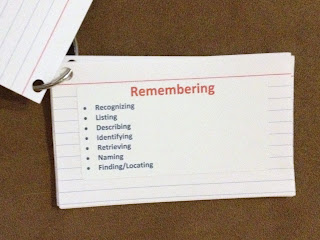 Remembering
• Recognizing
• Listing
• Describing
• Identifying
• Retrieving
• Naming
• Finding/Locating